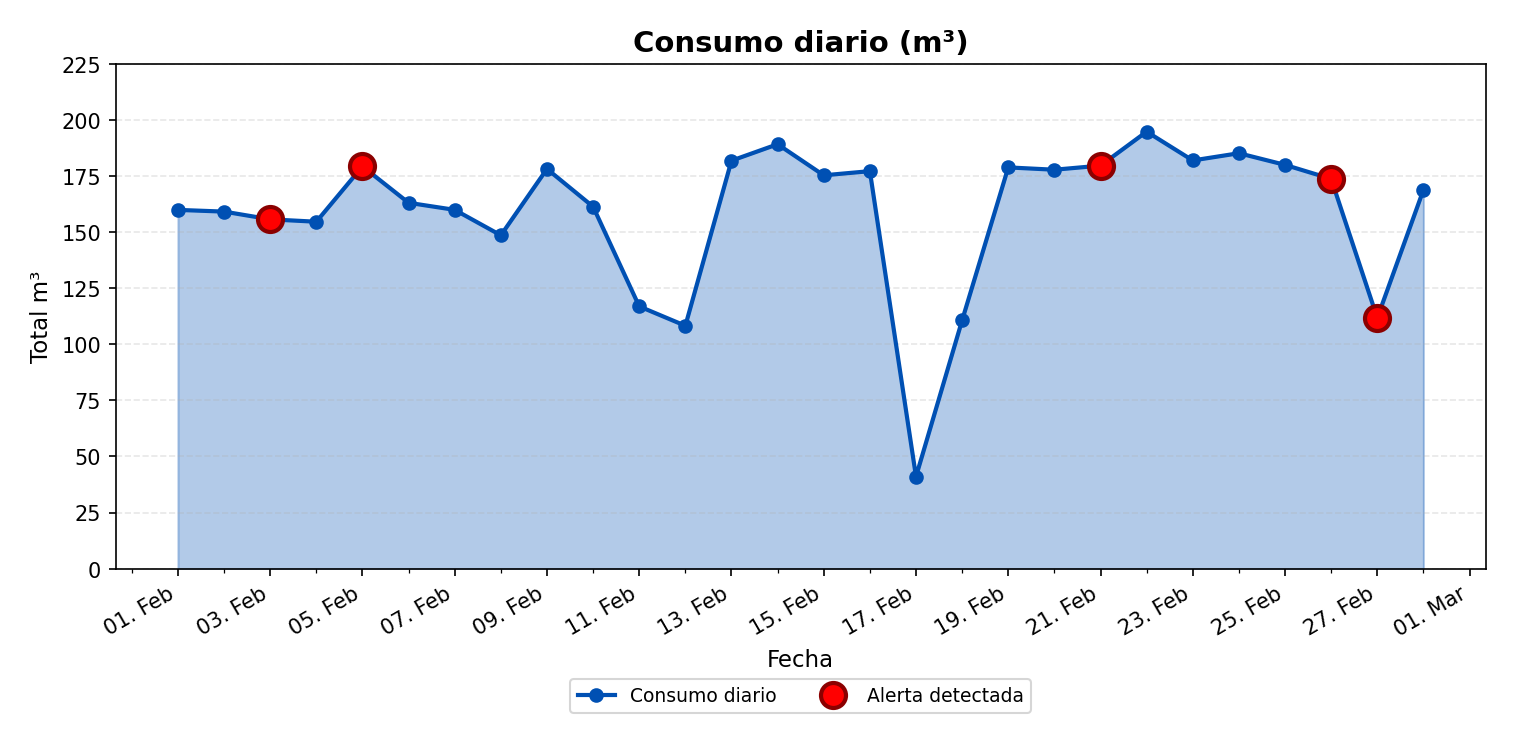 Consumo diario (m³)
225
200
175
150
125
100
75
50
25
0
Total m³
01. Feb
03. Feb
05. Feb
07. Feb
09. Feb
11. Feb
13. Feb
15. Feb
17. Feb
19. Feb
21. Feb
23. Feb
25. Feb
27. Feb
01. Mar
Fecha
Consumo diario
Alerta detectada